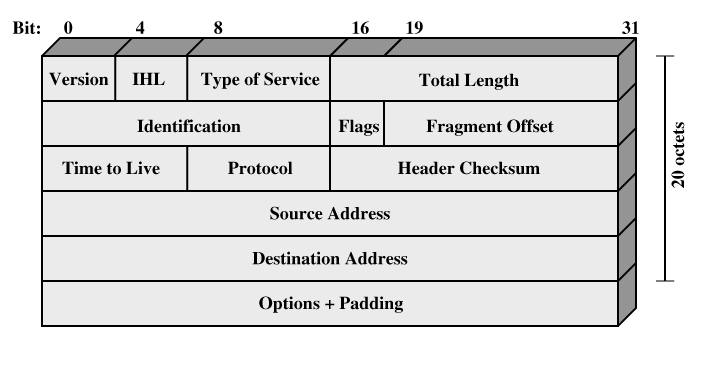 Bit: 0 4 8 16 19 31
Version IHL Type of Service Total Length
Identification Flags Fragment Offset
Time to Live Protocol Header Checksum
Source Address
Destination Address
Options + Padding
20 octets